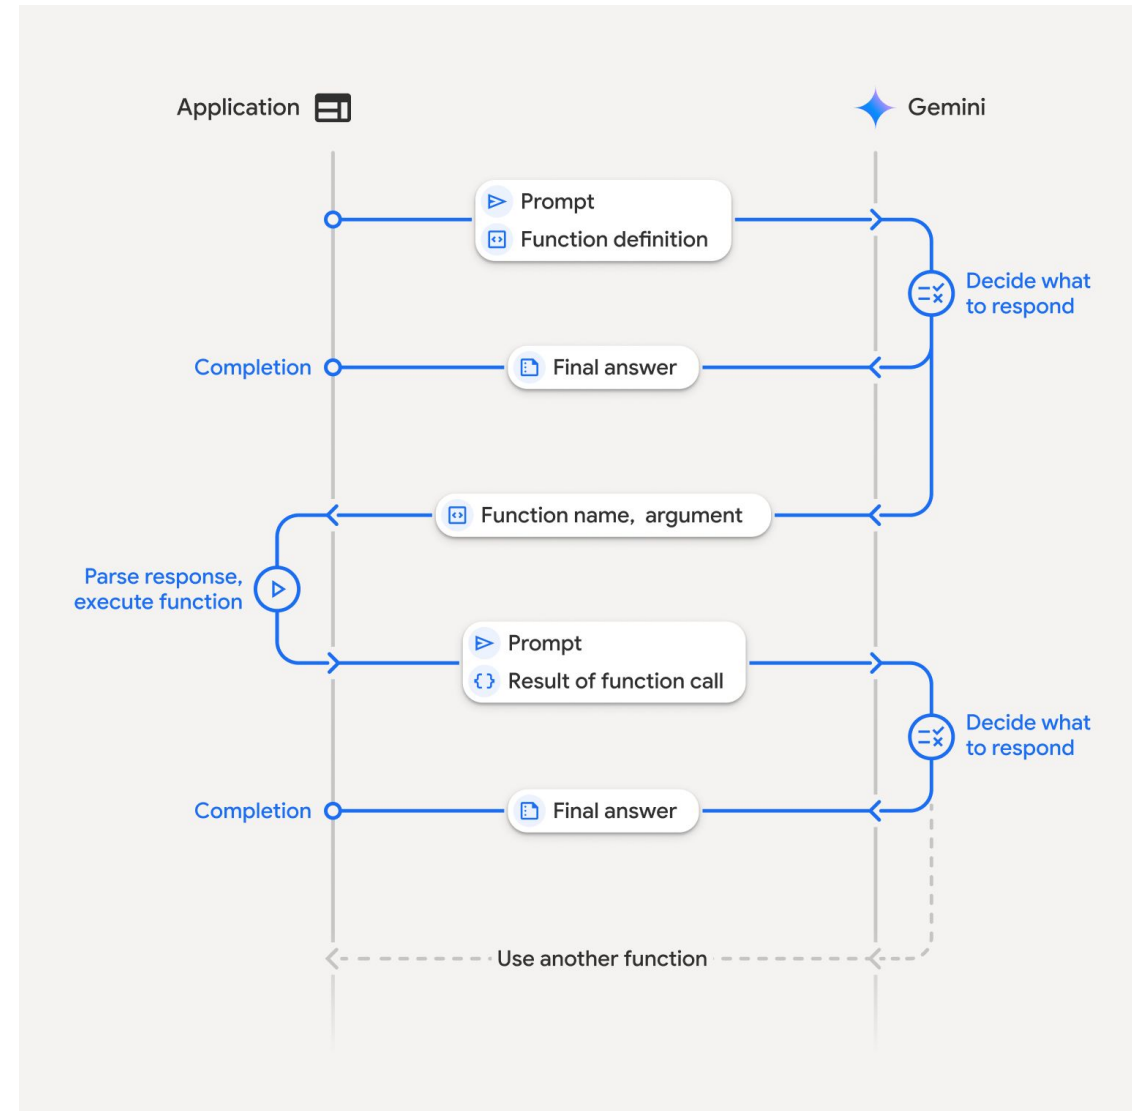 Application
Gemini
Prompt
Function definition
Decide what
to respond
Completion
Final answer
Function name, argument
Parse response,
execute function
Prompt
Result of function call
Decide what
to respond
Completion
Final answer
Use another function